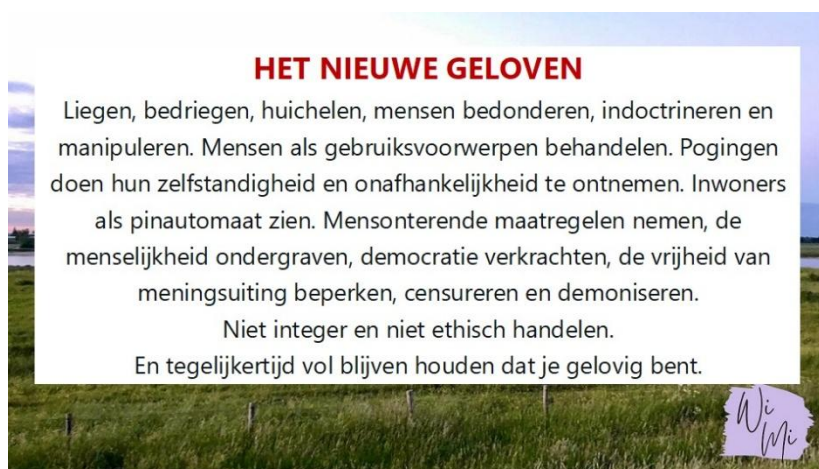 HET NIEUWE GELOVEN
Liegen, bedriegen, huichelen, mensen bedonderen, indoctrineren en
manipuleren. Mensen als gebruiksvoorwerpen behandelen. Pogingen
doen hun zelfstandigheid en onafhankelijkheid te ontnemen. Inwoners
als pinautomaat zien. Mensonterende maatregelen nemen, de
menselijkheid ondergraven, democratie verkrachten, de vrijheid van
meningsuiting beperken, censureren en demoniseren.
Niet integer en niet ethisch handelen.
En tegelijkertijd vol blijven houden dat je gelovig bent.
Wi
Mi